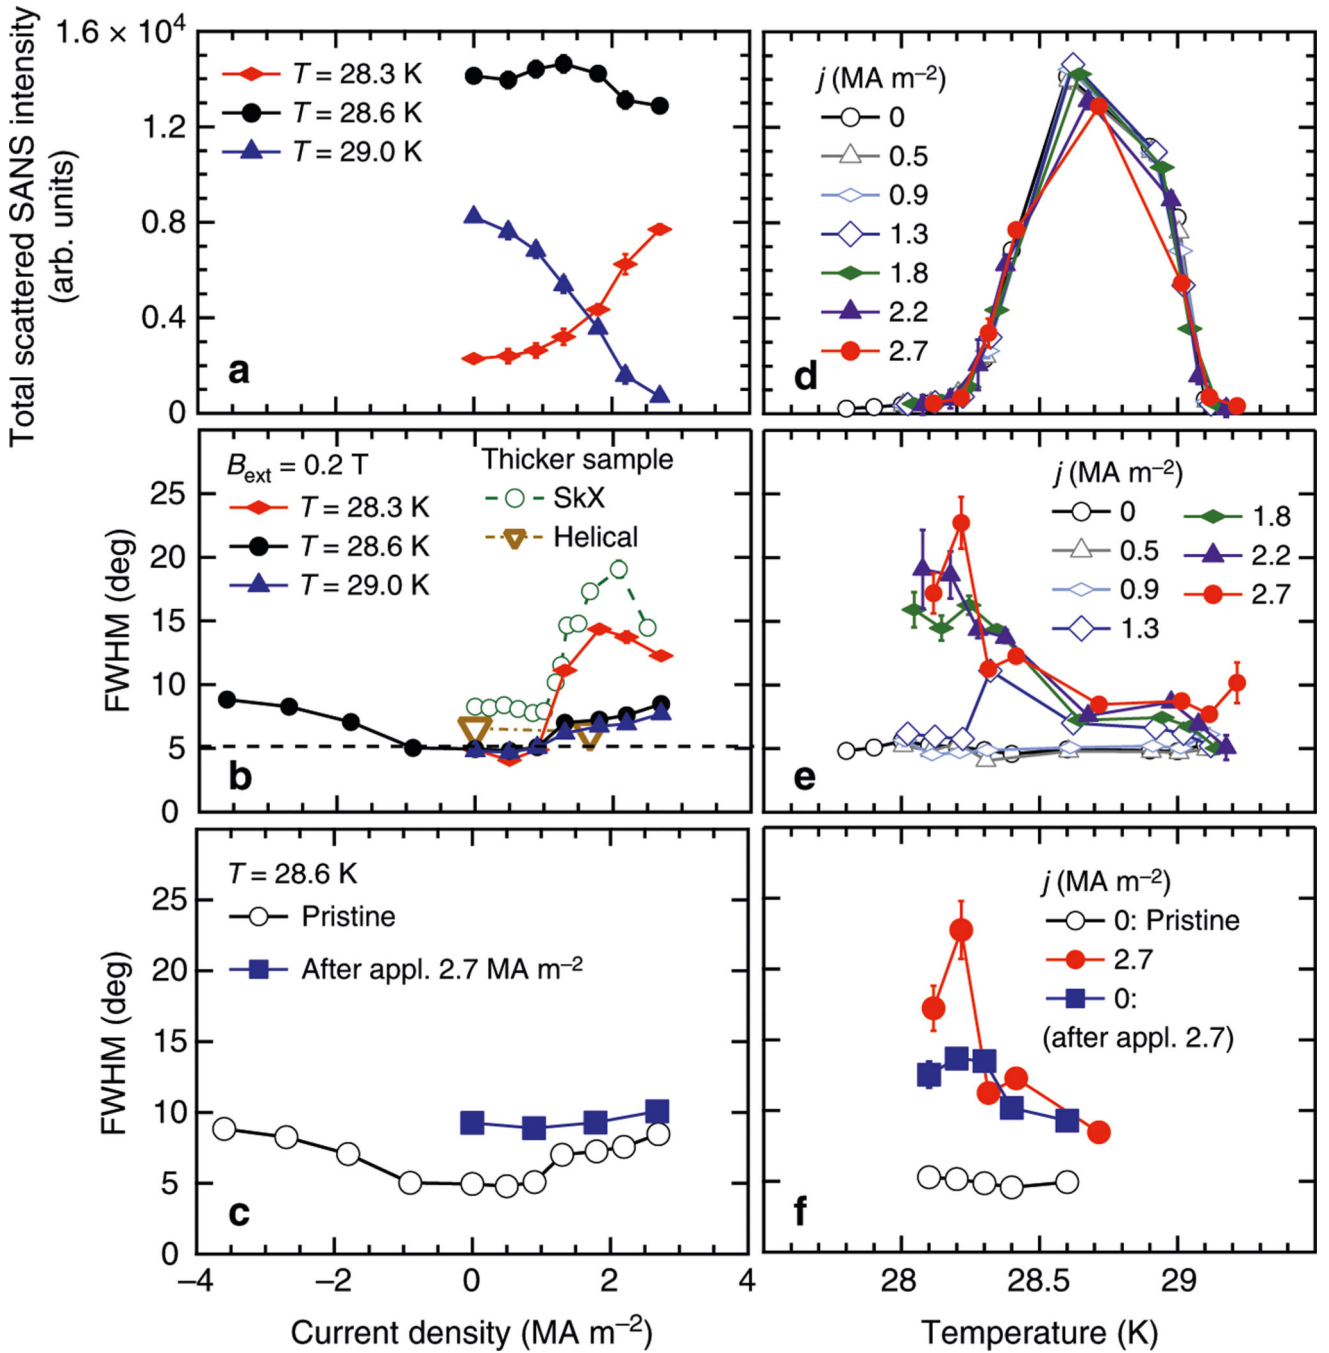 Total scattered SANS intensity
(arb. units)
1.6 × 10⁴
1.2
0.8
0.4
0
T = 28.3 K
T = 28.6 K
T = 29.0 K
a
j (MA m⁻²)
0
0.5
0.9
1.3
1.8
2.2
2.7
d
FWHM (deg)
25
20
15
10
5
0
Bext = 0.2 T
T = 28.3 K
T = 28.6 K
T = 29.0 K
Thicker sample
SkX
Helical
b
j (MA m⁻²)
0
0.5
0.9
1.3
1.8
2.2
2.7
e
FWHM (deg)
25
20
15
10
5
0
T = 28.6 K
Pristine
After appl. 2.7 MA m⁻²
c
–4
–2
0
2
4
Current density (MA m⁻²)
j (MA m⁻²)
0: Pristine
2.7
0:
(after appl. 2.7)
f
28
28.5
29
Temperature (K)